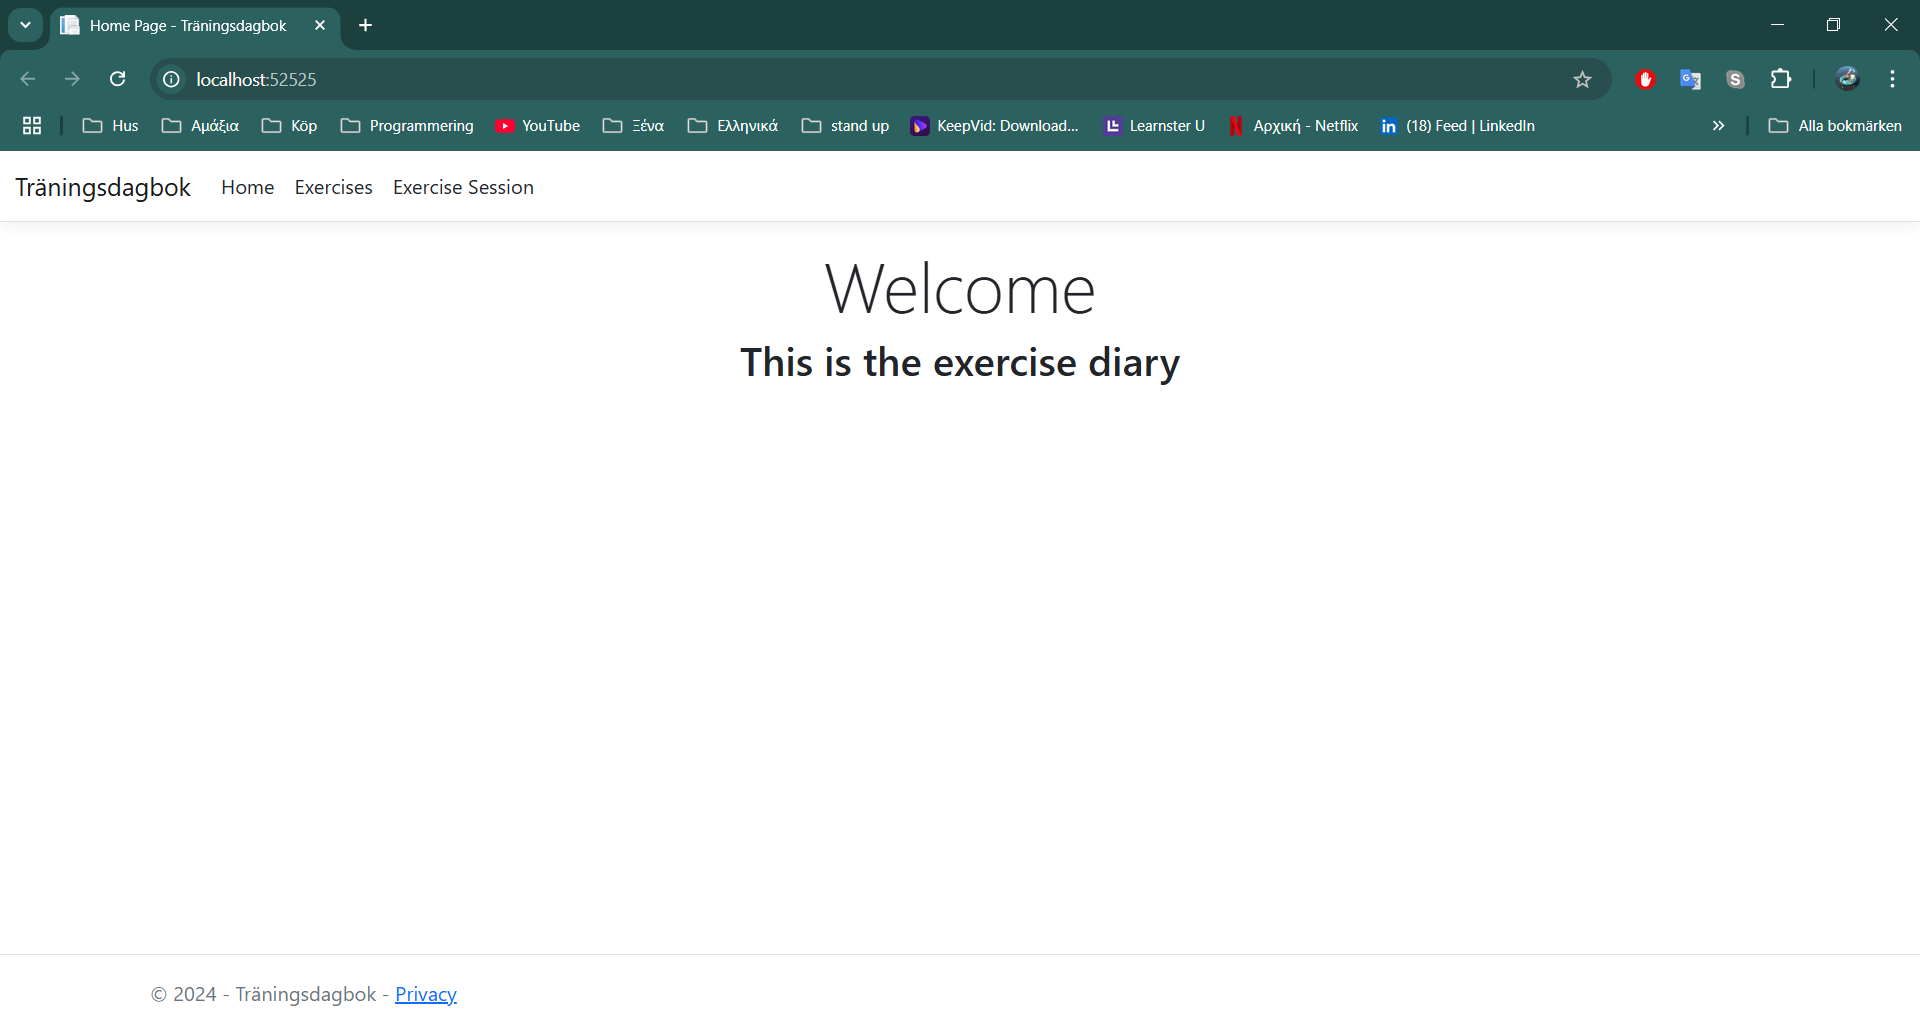 Home Page - Träningsdagbok
localhost:52525
Hus Αμάξια Köp Programmering YouTube Ξένα Ελληνικά stand up KeepVid: Download... Learnster U Αρχική - Netflix (18) Feed | LinkedIn Alla bokmärken
Träningsdagbok Home Exercises Exercise Session
Welcome
This is the exercise diary
© 2024 - Träningsdagbok - Privacy